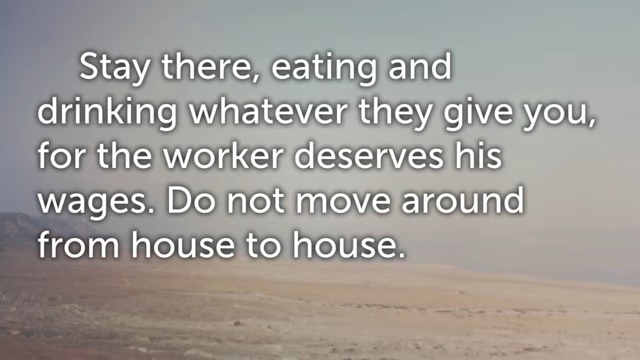 Stay there, eating and
drinking whatever they give you,
for the worker deserves his
wages. Do not move around
from house to house.